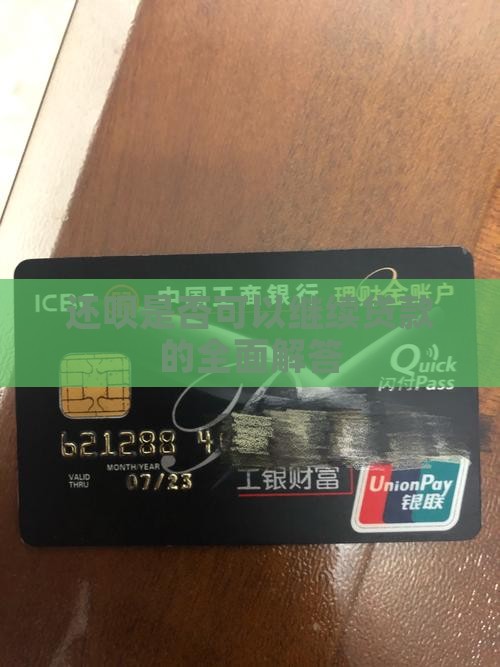 ICBC 中国工商银行 理财金账户
还呗是否可以继续贷款
的全面解答
Quick
闪付Pass
621288 4
MONTH/YEAR
VALID
THRU
07/23
工银财富
UnionPay
银联